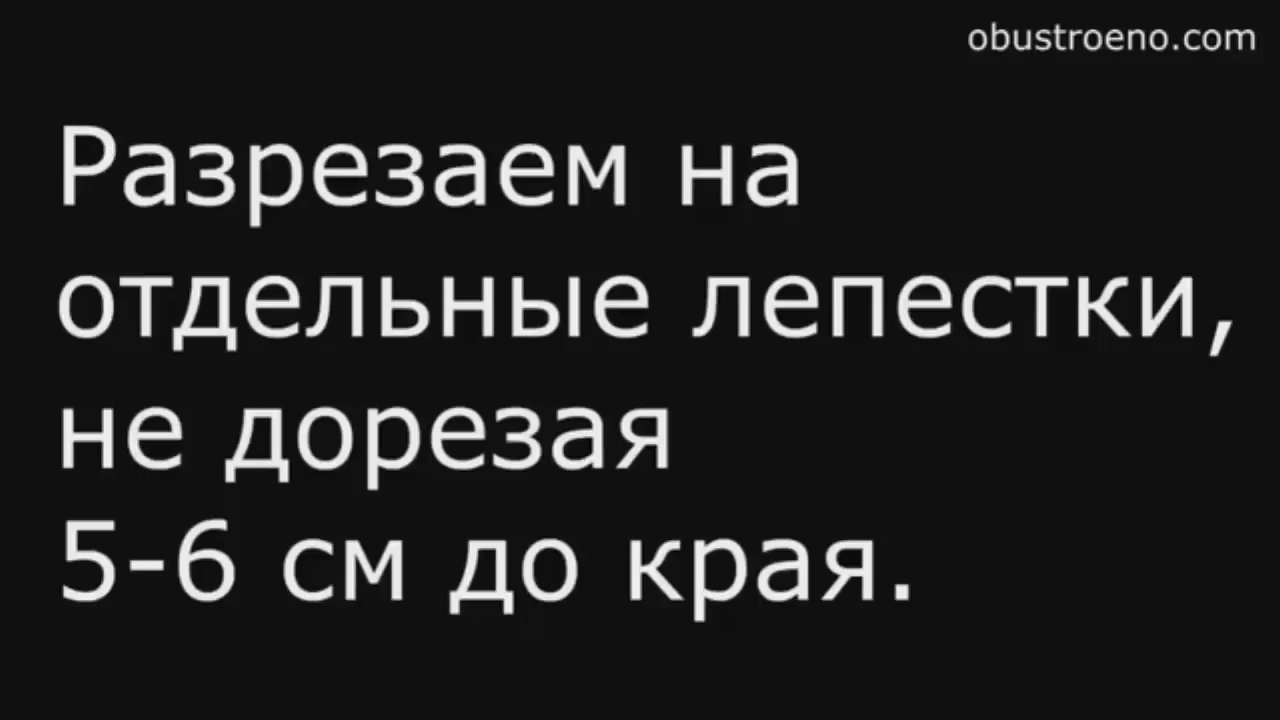 obustroeno.com
Разрезаем на
отдельные лепестки,
не дорезая
5-6 см до края.